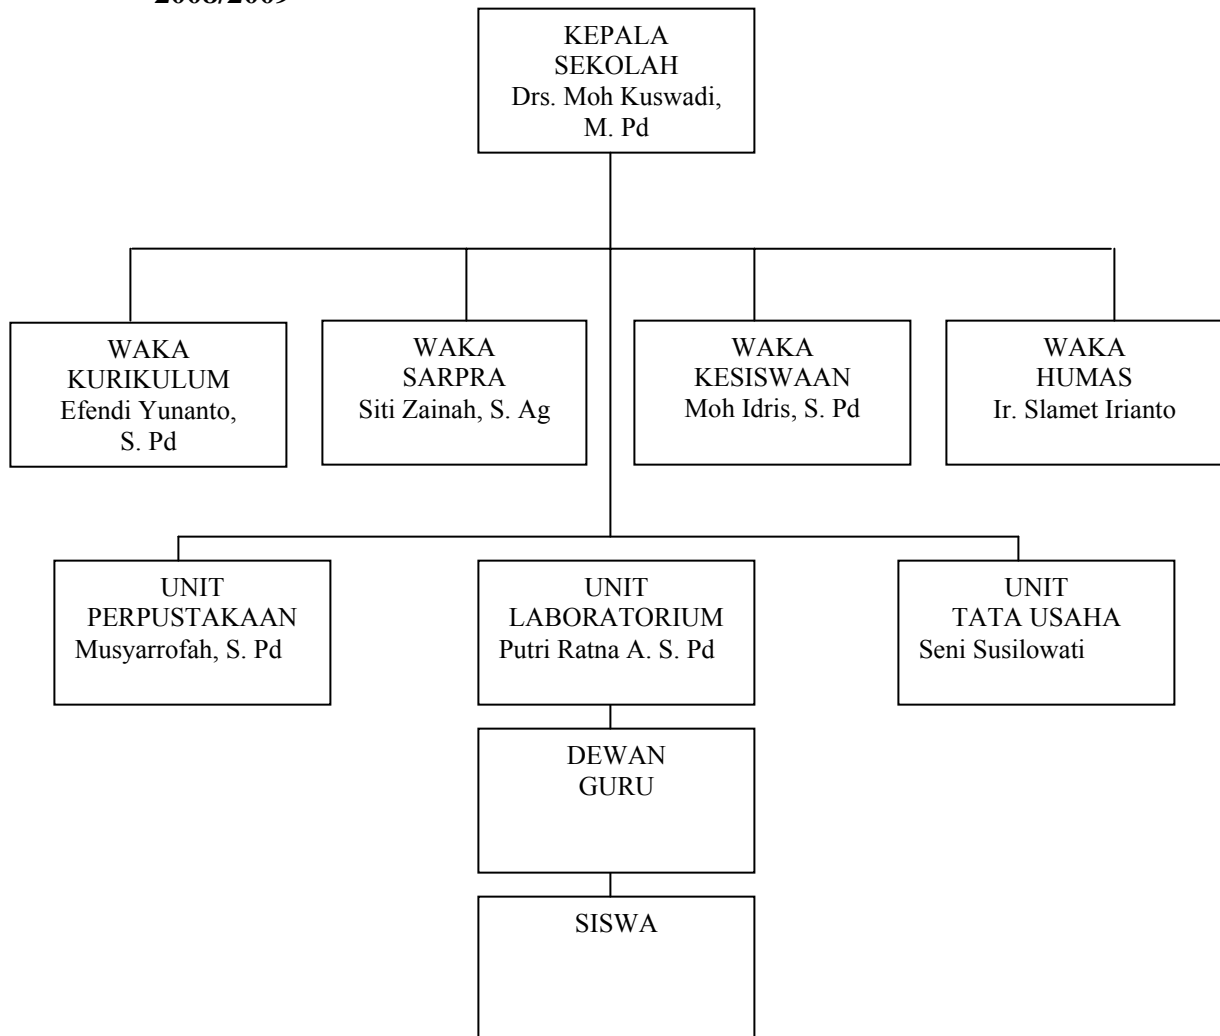 2008/2009
KEPALA
SEKOLAH
Drs. Moh Kuswadi,
M. Pd
WAKA
KURIKULUM
Efendi Yunanto,
S. Pd
WAKA
SARPRA
Siti Zainah, S. Ag
WAKA
KESISWAAN
Moh Idris, S. Pd
WAKA
HUMAS
Ir. Slamet Irianto
UNIT
PERPUSTAKAAN
Musyarrofah, S. Pd
UNIT
LABORATORIUM
Putri Ratna A. S. Pd
UNIT
TATA USAHA
Seni Susilowati
DEWAN
GURU
SISWA